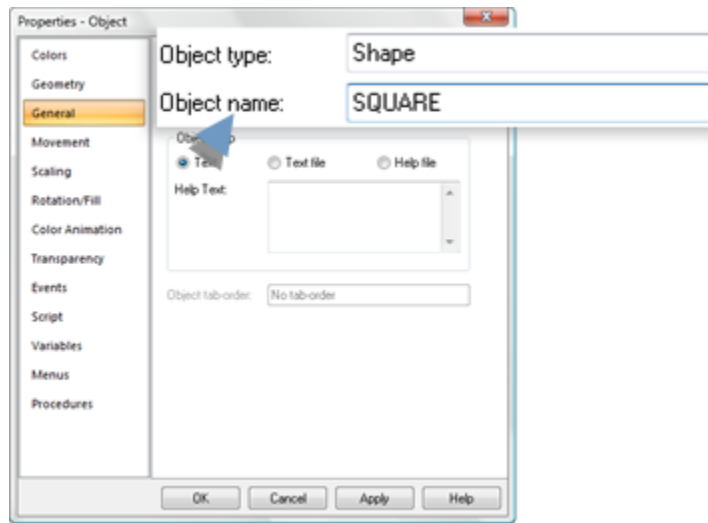 Properties - Object
Colors
Geometry
General
Movement
Scaling
Rotation/Fill
Color Animation
Transparency
Events
Script
Variables
Menus
Procedures
Object type: Shape
Object name: SQUARE
Text file Help file
Help Text:
Object tab-order: No tab-order
OK Cancel Apply Help